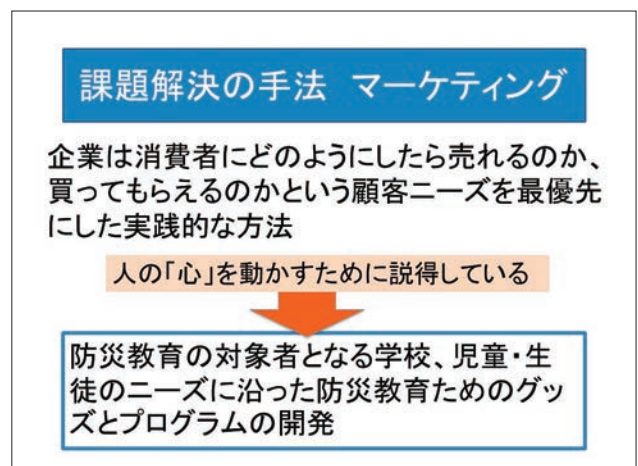 課題解決の手法 マーケティング
企業は消費者にどのようにしたら売れるのか、
買ってもらえるのかという顧客ニーズを最優先
にした実践的な方法
人の「心」を動かすために説得している
防災教育の対象者となる学校、児童・生
徒のニーズに沿った防災教育ためのグッ
ズとプログラムの開発